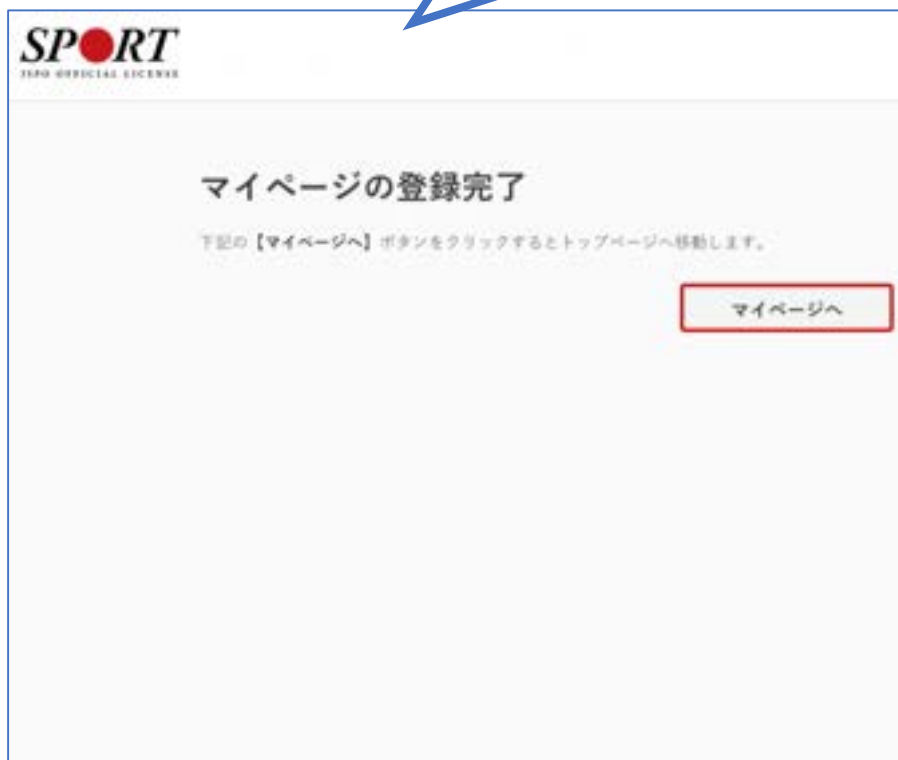 SPORT
JSPO OFFICIAL LICENSE
マイページの登録完了
下記の【マイページへ】ボタンをクリックするとトップページへ移動します。
マイページへ